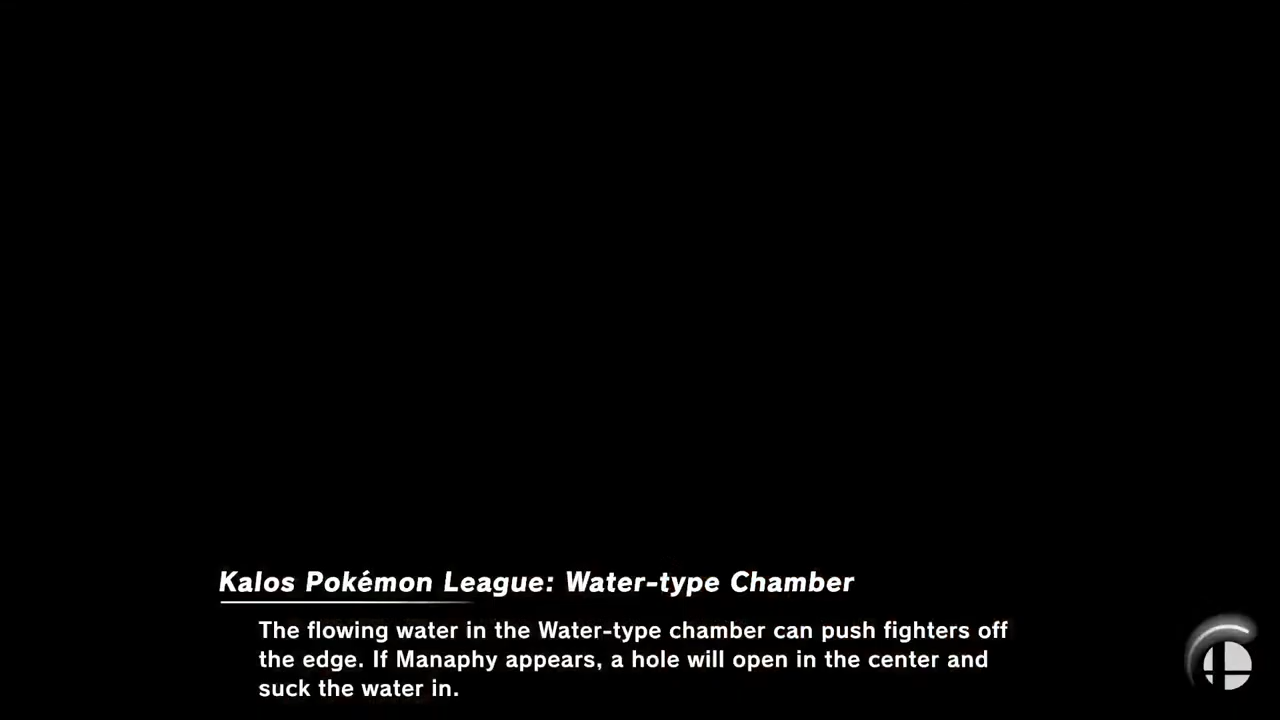 Kalos Pokémon League: Water-type Chamber
The flowing water in the Water-type chamber can push fighters off
the edge. If Manaphy appears, a hole will open in the center and
suck the water in.